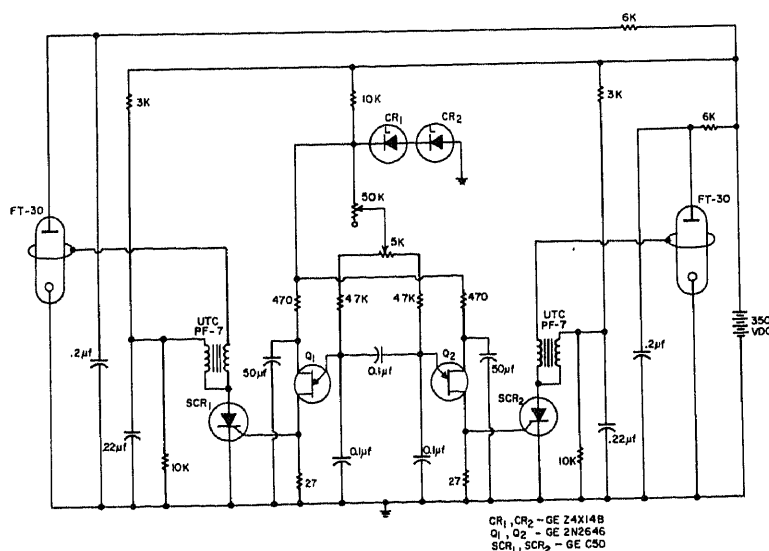 6K
3K
10K
CR1
CR2
3K
6K
50K
FT-30
FT-30
5K
470
47K
47K
470
UTC
PF-7
UTC
PF-7
350
VDC
.2µf
50µf
Q1
0.1µf
Q2
50µf
.2µf
SCR1
SCR2
.22µf
10K
0.1µf
0.1µf
27
27
10K
.22µf
CR1, CR2 - GE Z4X14B
Q1, Q2 - GE 2N2646
SCR1, SCR2 - GE C50